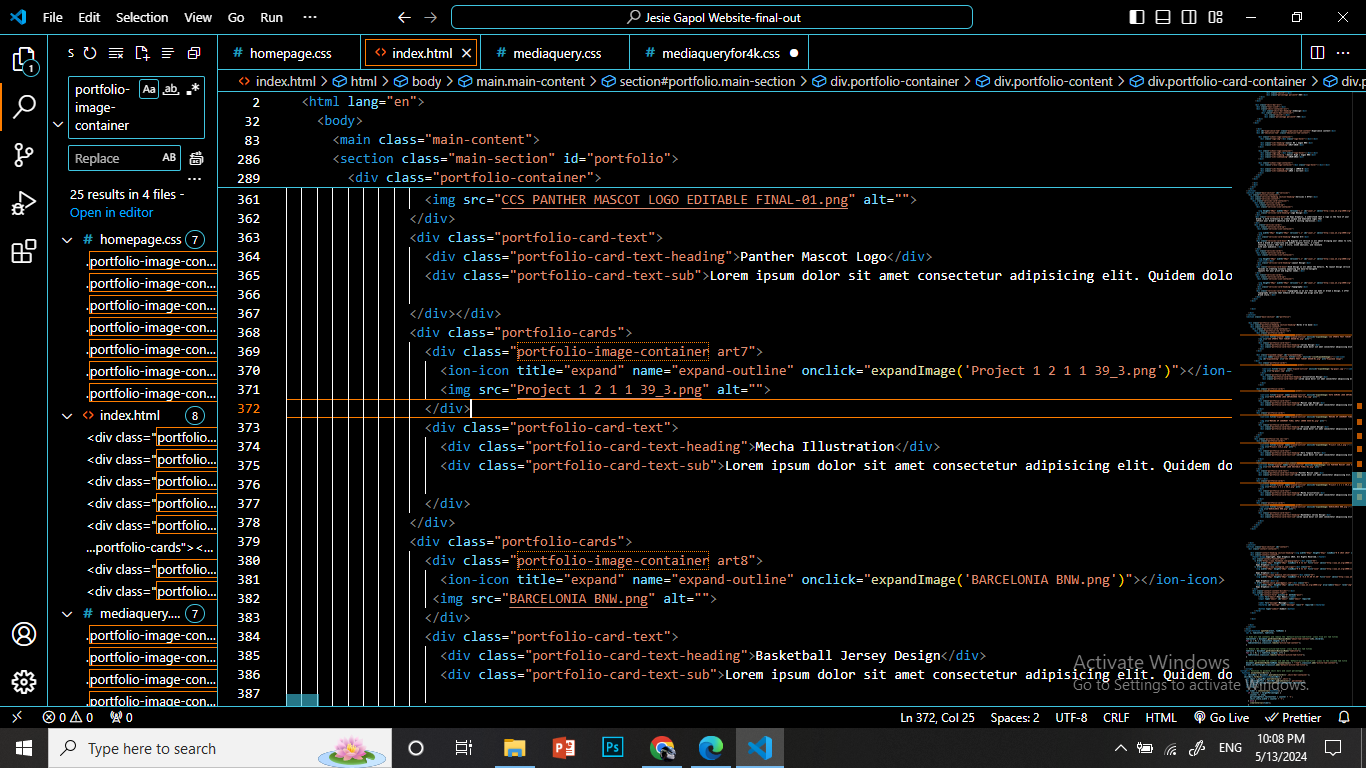 File Edit Selection View Go Run ···
Jesie Gapol Website-final-out
S
# homepage.css
<> index.html
# mediaquery.css
# mediaqueryfor4k.css
<> index.html > html > body > main.main-content > section#portfolio.main-section > div.portfolio-container > div.portfolio-content > div.portfolio-card-container > div.po
1
portfolio-
image-
container
Aa ab .*
Replace AB
25 results in 4 files -
Open in editor
# homepage.css 7
.portfolio-image-con...
.portfolio-image-con...
.portfolio-image-con...
.portfolio-image-con...
.portfolio-image-con...
.portfolio-image-con...
.portfolio-image-con...
<> index.html 8
<div class="portfolio...
<div class="portfolio...
<div class="portfolio...
<div class="portfolio...
<div class="portfolio...
...portfolio-cards"><...
<div class="portfolio...
<div class="portfolio...
# mediaquery.... 7
.portfolio-image-con...
.portfolio-image-con...
.portfolio-image-con...
.portfolio-image-con...
2 <html lang="en">
32 <body>
83 <main class="main-content">
286 <section class="main-section" id="portfolio">
289 <div class="portfolio-container">
361 <img src="CCS PANTHER MASCOT LOGO EDITABLE FINAL-01.png" alt="">
362 </div>
363 <div class="portfolio-card-text">
364 <div class="portfolio-card-text-heading">Panther Mascot Logo</div>
365 <div class="portfolio-card-text-sub">Lorem ipsum dolor sit amet consectetur adipisicing elit. Quidem dolo
366
367 </div></div>
368 <div class="portfolio-cards">
369 <div class="portfolio-image-container art7">
370 <ion-icon title="expand" name="expand-outline" onclick="expandImage('Project 1 2 1 1 39_3.png')"></ion-
371 <img src="Project 1 2 1 1 39_3.png" alt="">
372 </div>
373 <div class="portfolio-card-text">
374 <div class="portfolio-card-text-heading">Mecha Illustration</div>
375 <div class="portfolio-card-text-sub">Lorem ipsum dolor sit amet consectetur adipisicing elit. Quidem do
376
377 </div>
378 </div>
379 <div class="portfolio-cards">
380 <div class="portfolio-image-container art8">
381 <ion-icon title="expand" name="expand-outline" onclick="expandImage('BARCELONIA BNW.png')"></ion-icon>
382 <img src="BARCELONIA BNW.png" alt="">
383 </div>
384 <div class="portfolio-card-text">
385 <div class="portfolio-card-text-heading">Basketball Jersey Design</div>
386 <div class="portfolio-card-text-sub">Lorem ipsum dolor sit amet consectetur adipisicing elit. Quidem do
387
Activate Windows
Go to Settings to activate Windows.
0 0 0
Ln 372, Col 25 Spaces: 2 UTF-8 CRLF HTML Go Live Prettier
Type here to search
Ps
ENG
10:08 PM
5/13/2024